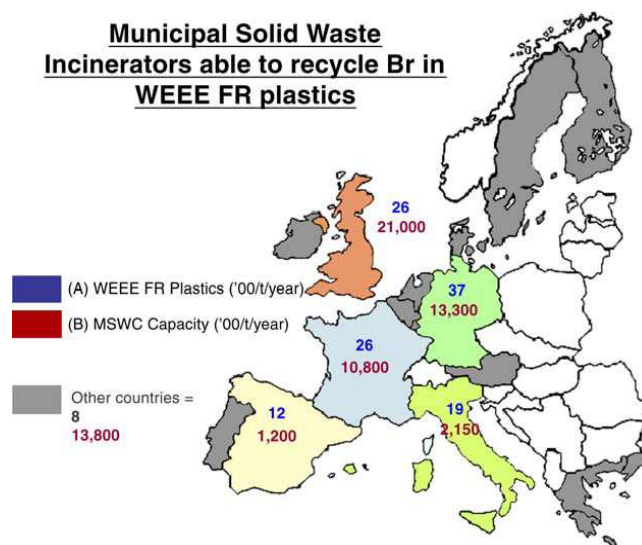 Municipal Solid Waste
Incinerators able to recycle Br in
WEEE FR plastics
26
21,000
(A) WEEE FR Plastics ('00/t/year)
(B) MSWC Capacity ('00/t/year)
37
13,300
26
10,800
Other countries =
8
13,800
12
1,200
19
2,150